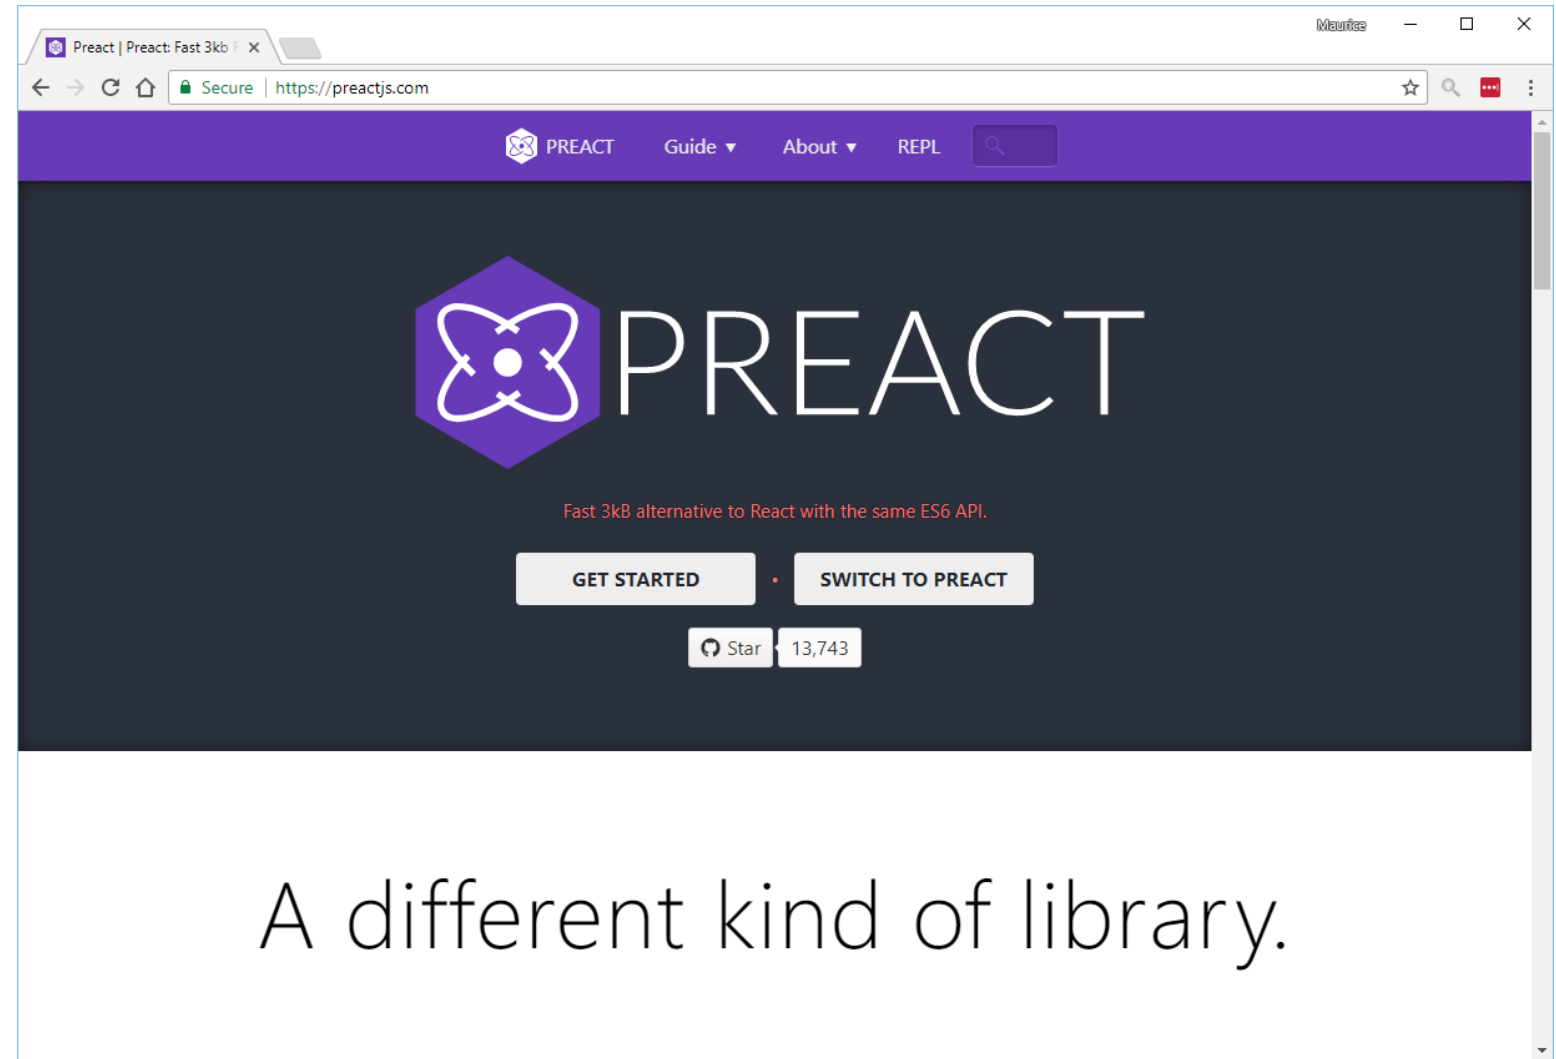 Maurice
Preact | Preact: Fast 3kb
Secure | https://preactjs.com
PREACT Guide ▼ About ▼ REPL
PREACT
Fast 3kB alternative to React with the same ES6 API.
GET STARTED • SWITCH TO PREACT
Star 13,743
A different kind of library.